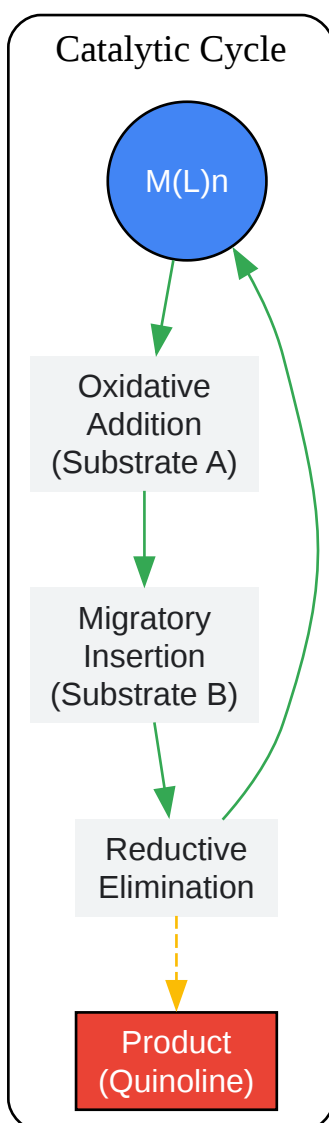 Catalytic Cycle
M(L)n
Oxidative
Addition
(Substrate A)
Migratory
Insertion
(Substrate B)
Reductive
Elimination
Product
(Quinoline)